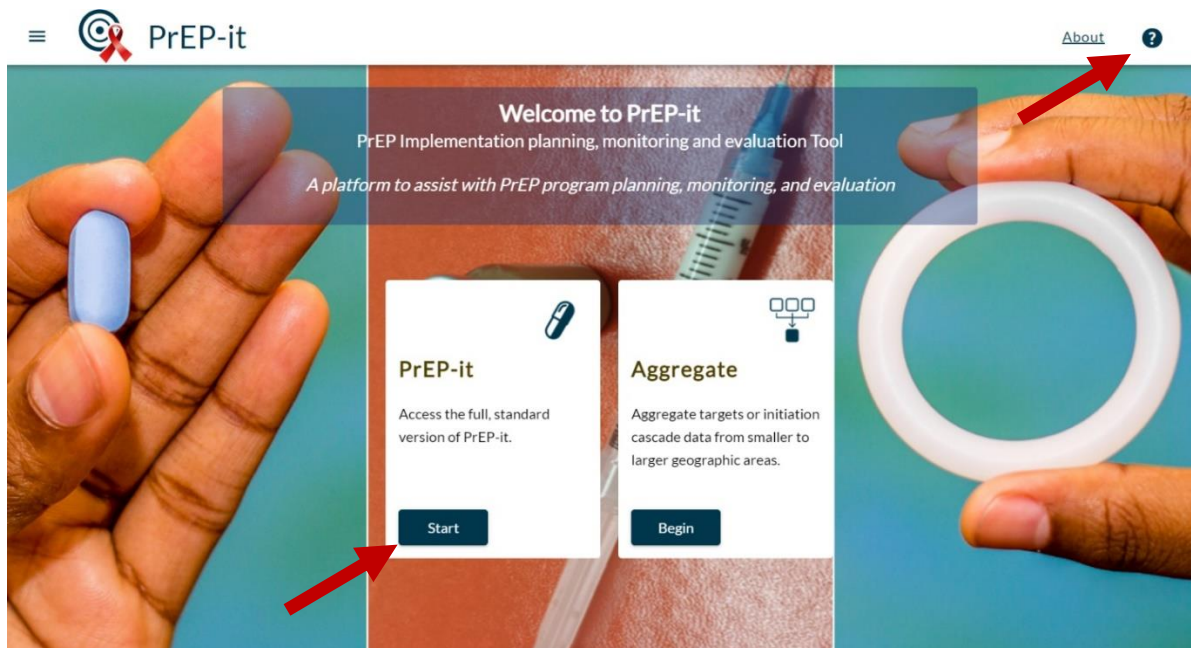 PrEP-it
About
?
Welcome to PrEP-it
PrEP Implementation planning, monitoring and evaluation Tool
A platform to assist with PrEP program planning, monitoring, and evaluation
PrEP-it
Access the full, standard
version of PrEP-it.
Start
Aggregate
Aggregate targets or initiation
cascade data from smaller to
larger geographic areas.
Begin